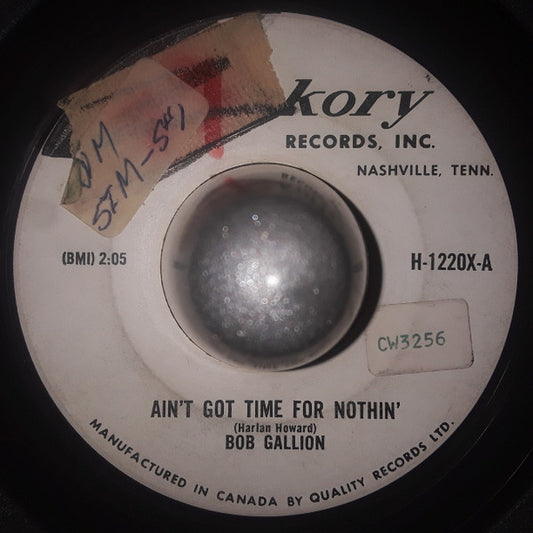 kory
RECORDS, INC.
NASHVILLE, TENN.
(BMI) 2:05
H-1220X-A
CW3256
AIN'T GOT TIME FOR NOTHIN'
(Harlan Howard)
BOB GALLION
MANUFACTURED IN CANADA BY QUALITY RECORDS LTD.